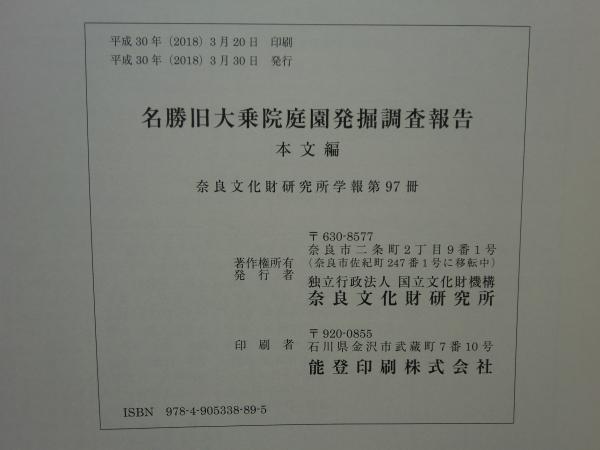 平成30年(2018)3月20日 印刷
平成30年(2018)3月30日 発行
名勝旧大乗院庭園発掘調査報告
本文編
奈良文化財研究所学報第97冊
〒630-8577
奈良市二条町2丁目9番1号
著作権所有 (奈良市佐紀町247番1号に移転中)
発行者 独立行政法人 国立文化財機構
奈良文化財研究所
〒920-0855
印刷者 石川県金沢市武蔵町7番10号
能登印刷株式会社
ISBN 978-4-905338-89-5